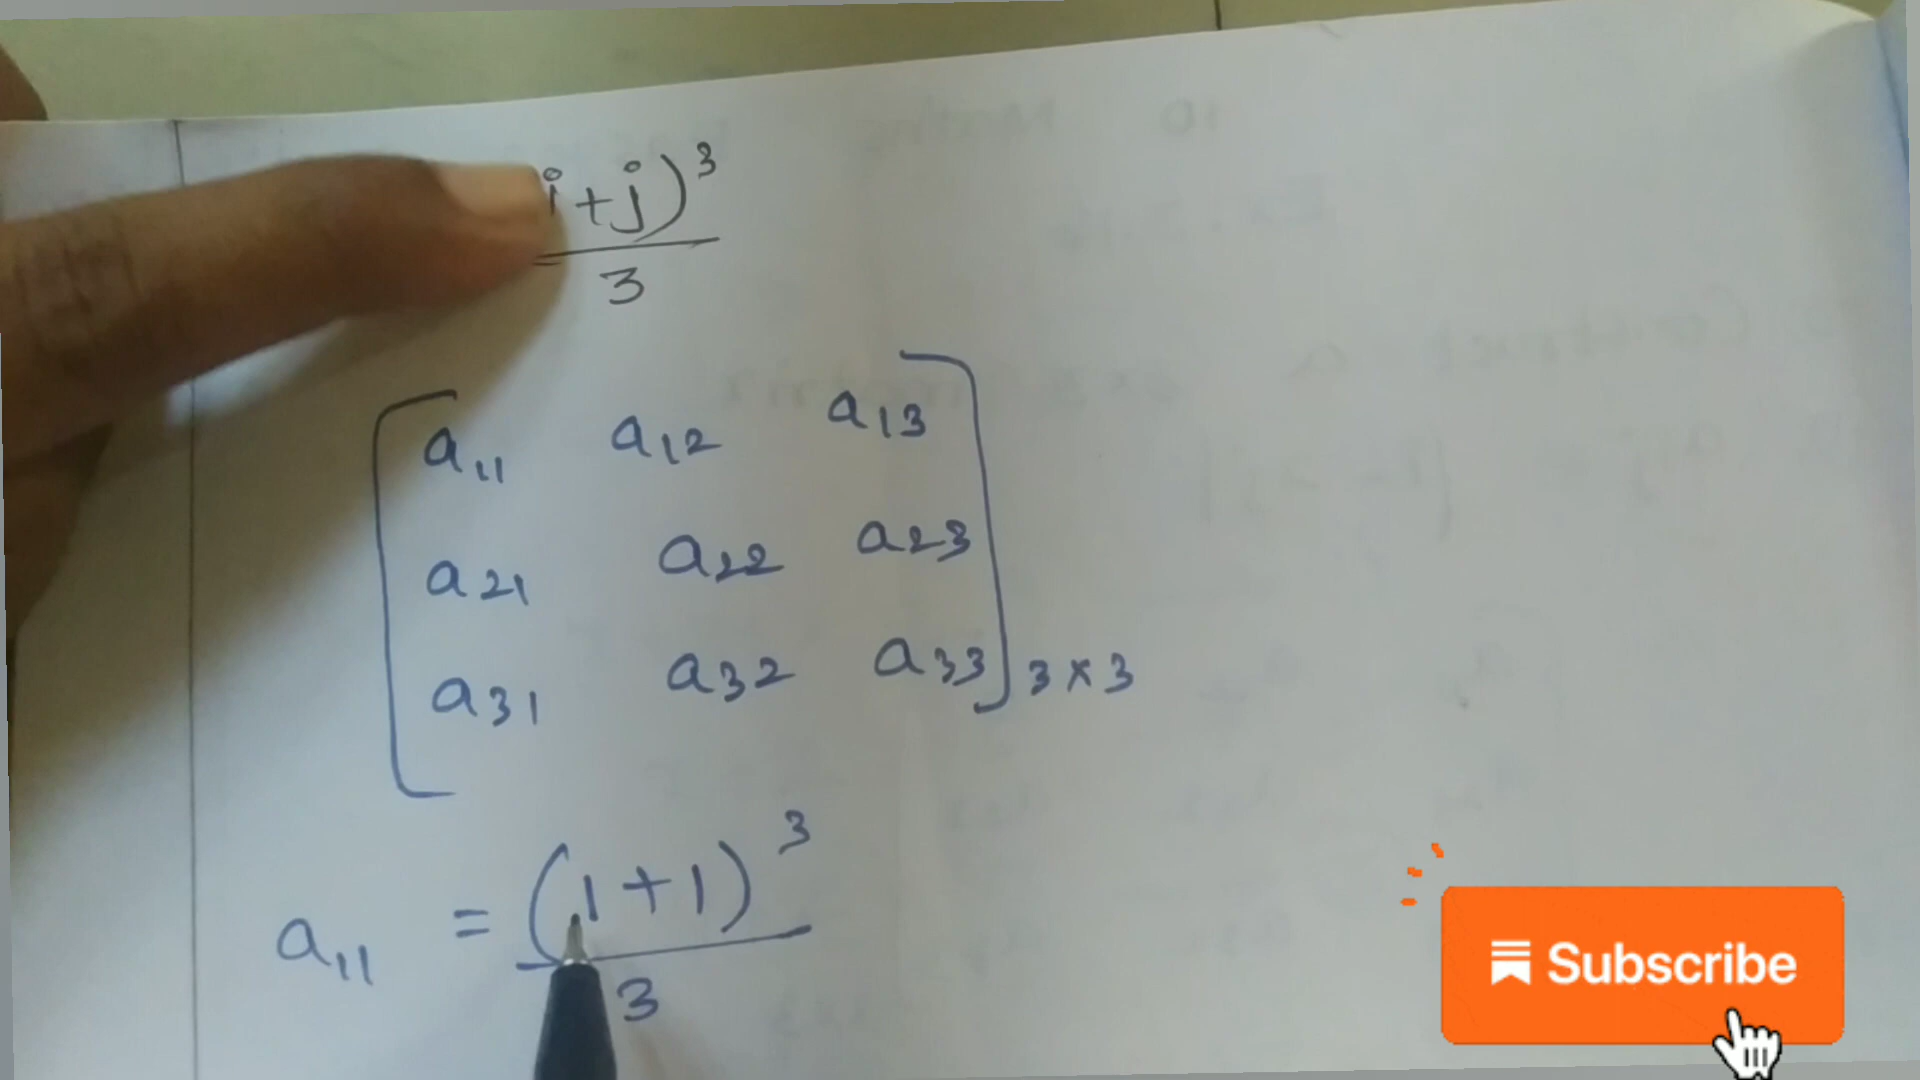 i+j)³
3
a₁₁ a₁₂ a₁₃
a₂₁ a₂₂ a₂₃
a₃₁ a₃₂ a₃₃ 3×3
a₁₁ = (1+1)³
3
Subscribe